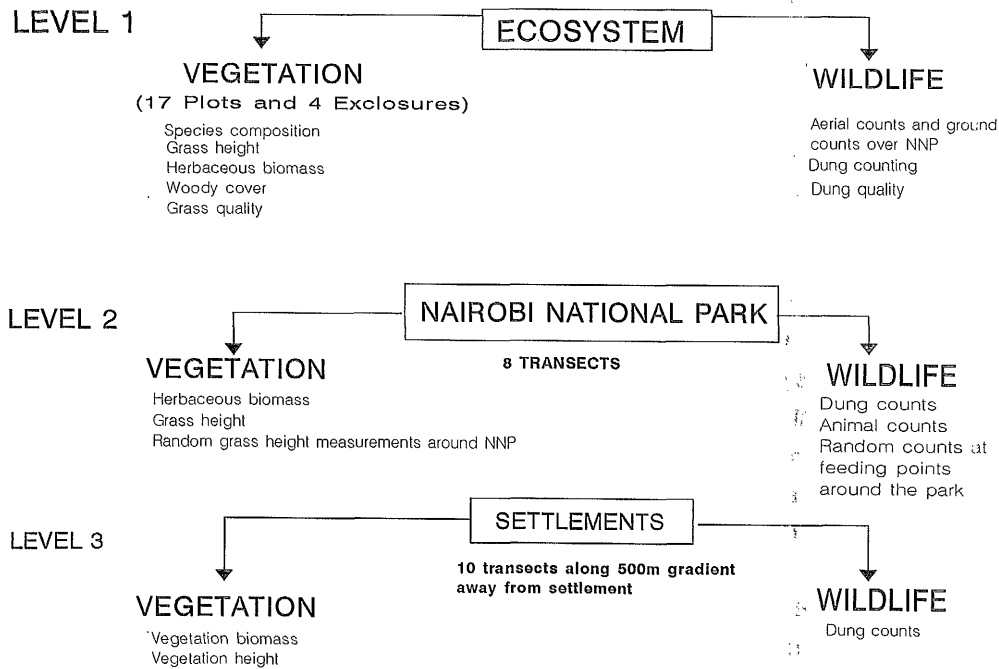 LEVEL 1
ECOSYSTEM
VEGETATION
(17 Plots and 4 Exclosures)
Species composition
Grass height
Herbaceous biomass
Woody cover
Grass quality
WILDLIFE
Aerial counts and ground
counts over NNP
Dung counting
Dung quality
LEVEL 2
NAIROBI NATIONAL PARK
8 TRANSECTS
VEGETATION
Herbaceous biomass
Grass height
Random grass height measurements around NNP
WILDLIFE
Dung counts
Animal counts
Random counts at
feeding points
around the park
LEVEL 3
SETTLEMENTS
10 transects along 500m gradient
away from settlement
VEGETATION
Vegetation biomass
Vegetation height
WILDLIFE
Dung counts